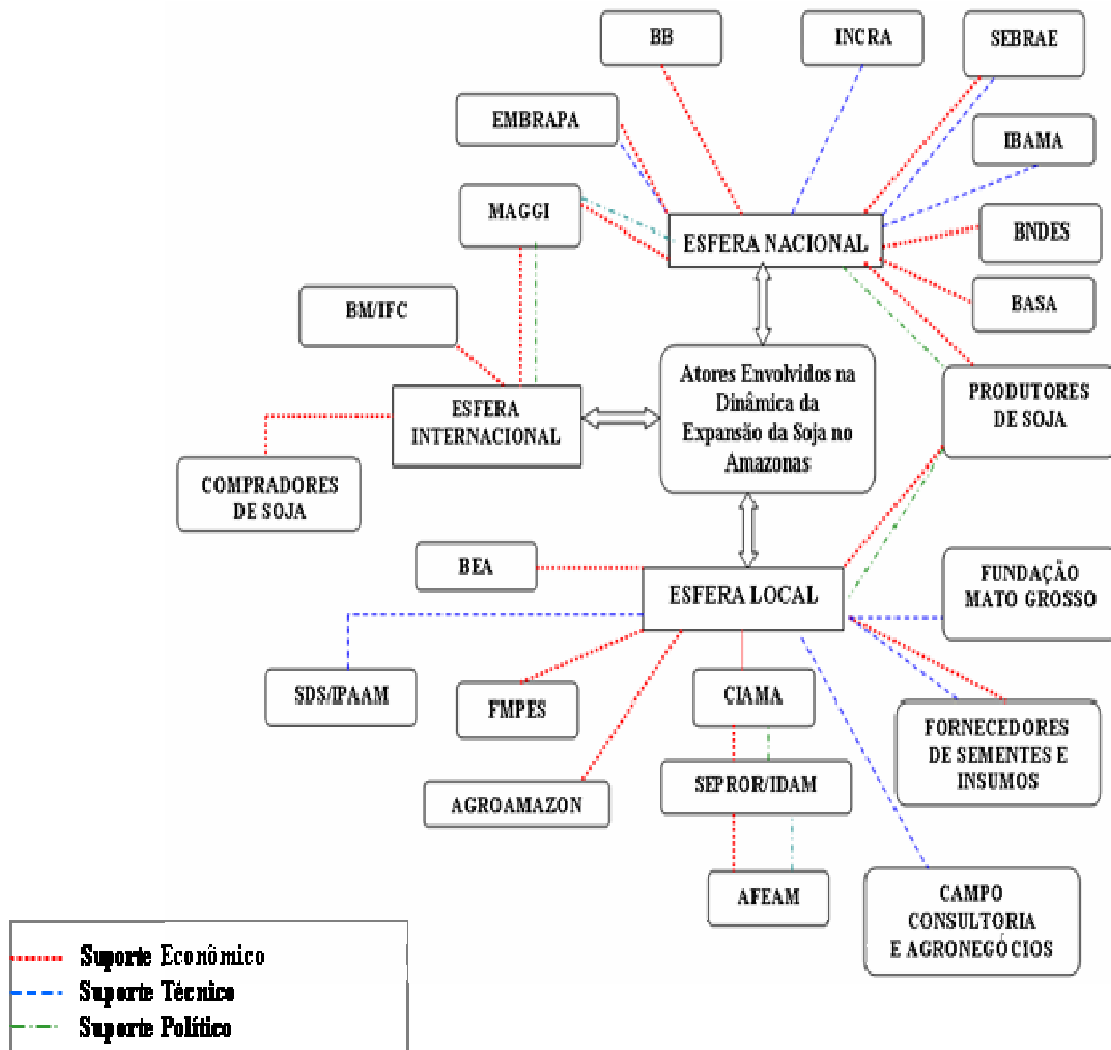 BB
INCRA
SEBRAE
EMBRAPA
IBAMA
MAGGI
ESFERA NACIONAL
BNDES
BM/IFC
BASA
ESFERA
INTERNACIONAL
Atores Envolvidos na
Dinâmica da
Expansão da Soja no
Amazonas
PRODUTORES
DE SOJA
COMPRADORES
DE SOJA
BEA
ESFERA LOCAL
FUNDAÇÃO
MATO GROSSO
SDS/IPAAM
FMPES
CIAMA
FORNECEDORES
DE SEMENTES E
INSUMOS
SEPROR/IDAM
AGROAMAZON
AFEAM
CAMPO
CONSULTORIA
E AGRONEGÓCIOS
Suporte Econômico
Suporte Técnico
Suporte Político